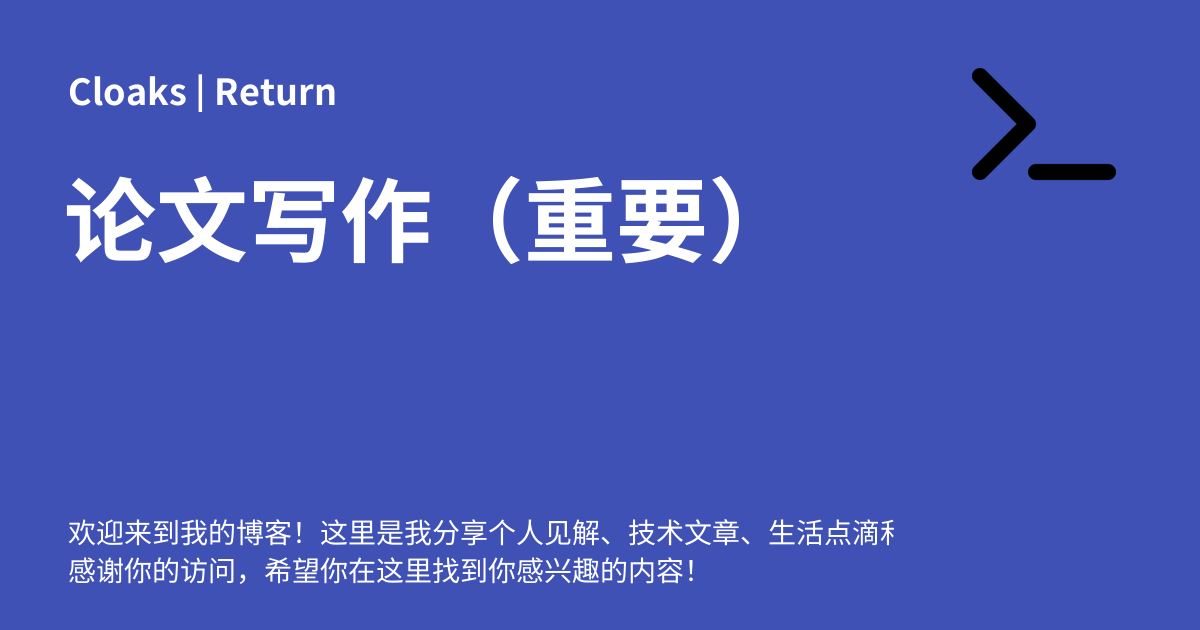 Cloaks | Return
论文写作（重要）
欢迎来到我的博客！这里是我分享个人见解、技术文章、生活点滴
感谢你的访问，希望你在这里找到你感兴趣的内容！